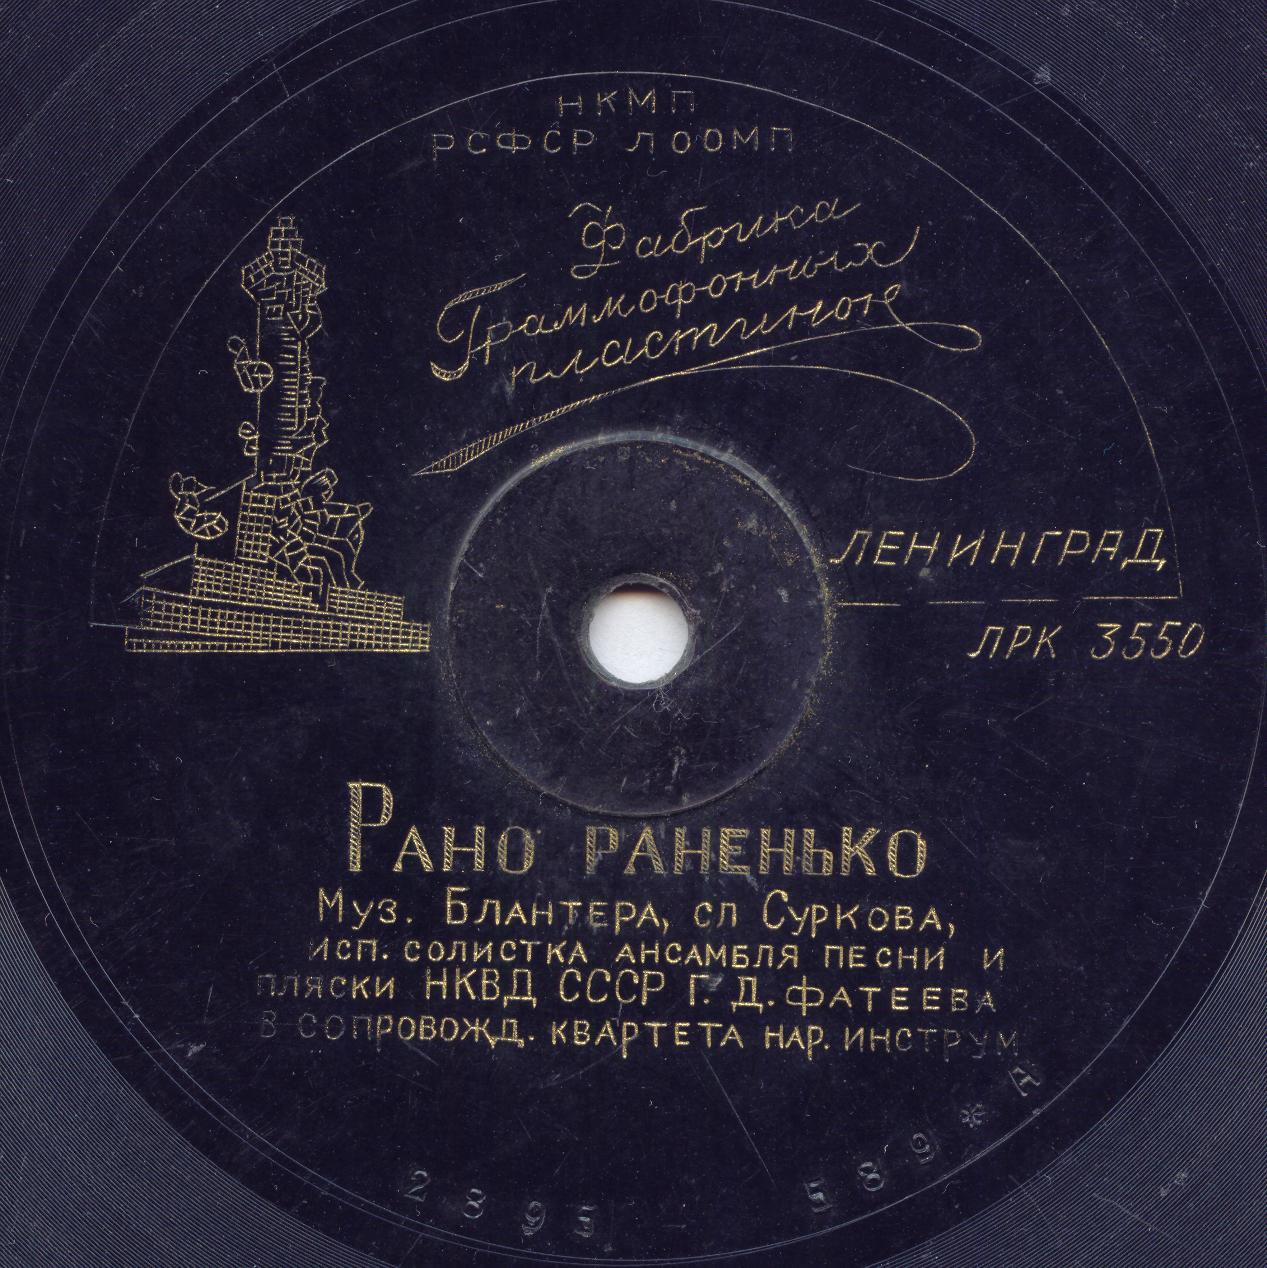 НКМП
РСФСР ЛООМП
Фабрика
Граммофонных
пластинок
ЛЕНИНГРАД
ЛРК 3550
РАНО РАНЕНЬКО
Муз. БЛАНТЕРА, сл СУРКОВА,
ИСП. СОЛИСТКА АНСАМБЛЯ ПЕСНИ И
ПЛЯСКИ НКВД СССР Г. Д. ФАТЕЕВА
В СОПРОВОЖД. КВАРТЕТА НАР. ИНСТРУМ
2895 589*А